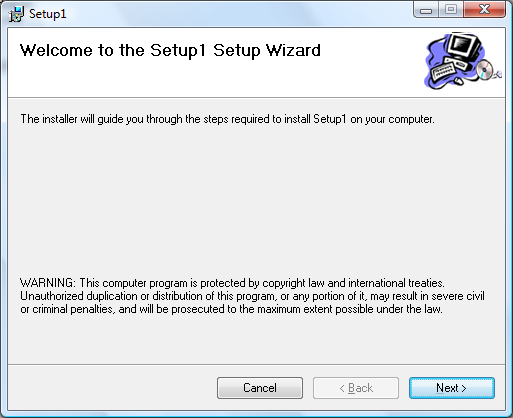 Setup1
Welcome to the Setup1 Setup Wizard
The installer will guide you through the steps required to install Setup1 on your computer.
WARNING: This computer program is protected by copyright law and international treaties.
Unauthorized duplication or distribution of this program, or any portion of it, may result in severe civil
or criminal penalties, and will be prosecuted to the maximum extent possible under the law.
Cancel
< Back
Next >